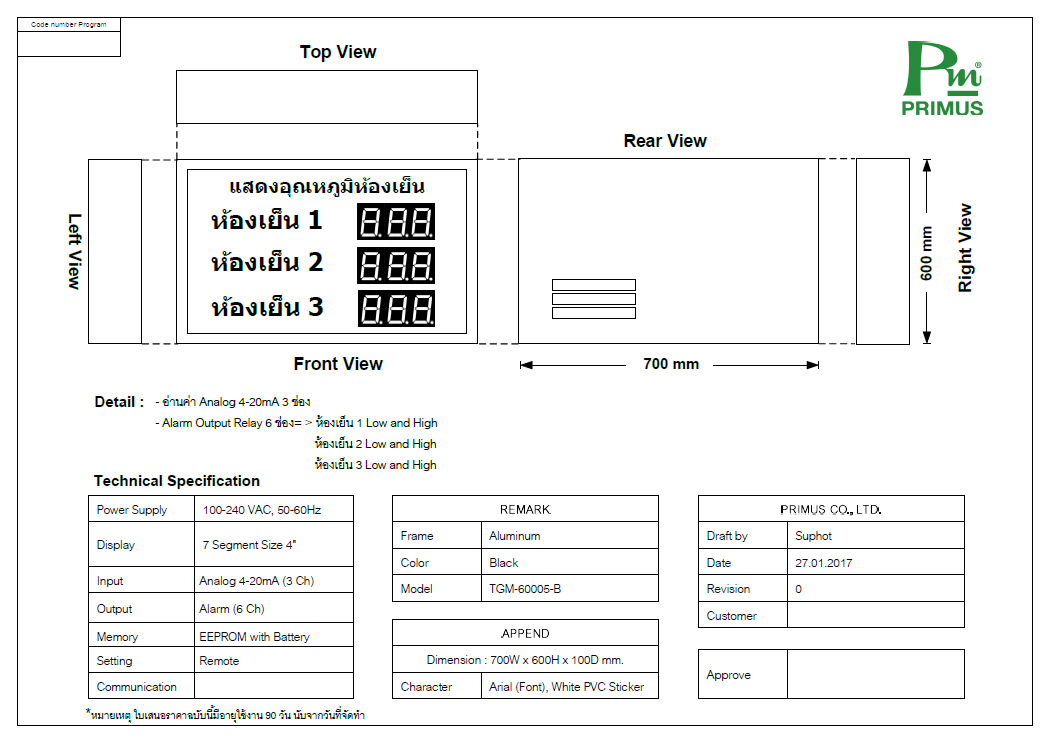 Code number Program
Top View
Pm®
PRIMUS
Rear View
แสดงอุณหภูมิห้องเย็น
ห้องเย็น 1 8.8.8.
ห้องเย็น 2 8.8.8.
ห้องเย็น 3 8.8.8.
Left View
600 mm
Right View
Front View
700 mm
Detail : - อ่านค่า Analog 4-20mA 3 ช่อง
- Alarm Output Relay 6 ช่อง= > ห้องเย็น 1 Low and High
ห้องเย็น 2 Low and High
ห้องเย็น 3 Low and High
Technical Specification
Power Supply 100-240 VAC, 50-60Hz
Display 7 Segment Size 4"
Input Analog 4-20mA (3 Ch)
Output Alarm (6 Ch)
Memory EEPROM with Battery
Setting Remote
Communication
REMARK
Frame Aluminum
Color Black
Model TGM-60005-B
APPEND
Dimension : 700W x 600H x 100D mm.
Character Arial (Font), White PVC Sticker
PRIMUS CO., LTD.
Draft by Suphot
Date 27.01.2017
Revision 0
Customer
Approve
*หมายเหตุ ใบเสนอราคาฉบับนี้มีอายุใช้งาน 90 วัน นับจากวันที่จัดทำ